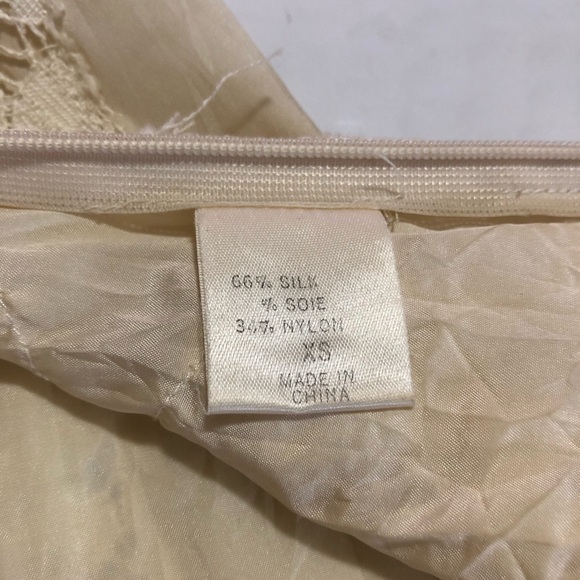 66% SILK
% SOIE
34% NYLON
XS
MADE IN
CHINA